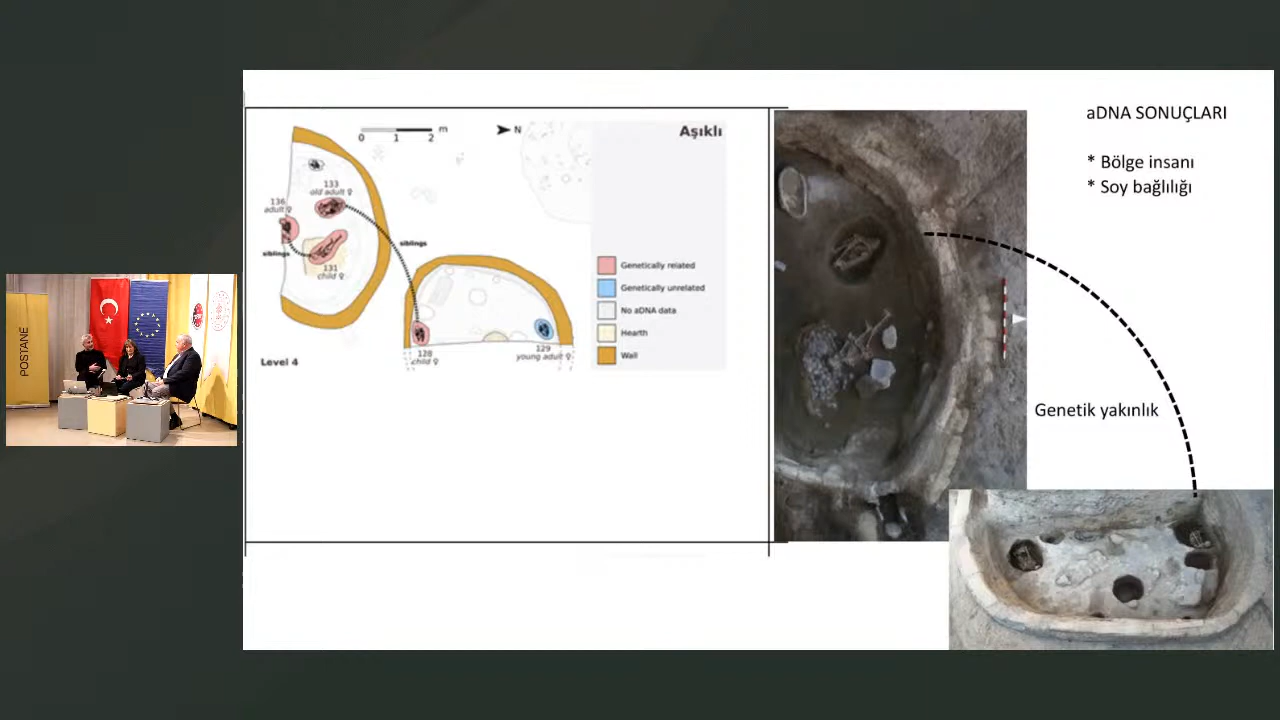 POSTANE
m
0 1 2
N
Aşıklı
133
old adult ♀
136
adult ♀
siblings
siblings
131
child ♀
128
child ♀
129
young adult ♀
Level 4
Genetically related
Genetically unrelated
No aDNA data
Hearth
Wall
aDNA SONUÇLARI
* Bölge insanı
* Soy bağlılığı
Genetik yakınlık